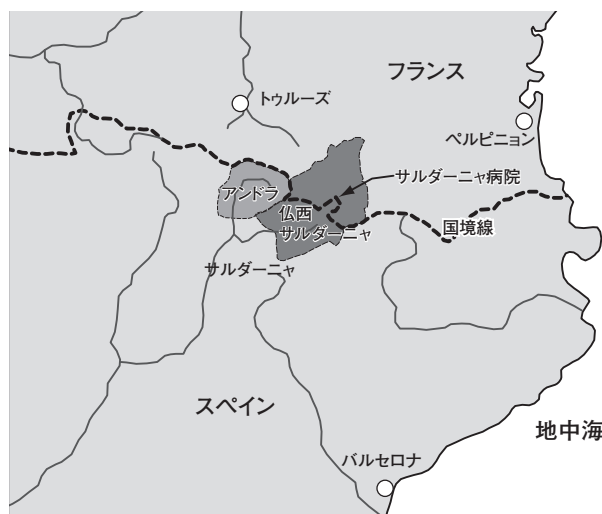 フランス
トゥルーズ
ペルピニョン
サルダーニャ病院
アンドラ
仏西
サルダーニャ
国境線
サルダーニャ
スペイン
地中海
バルセロナ